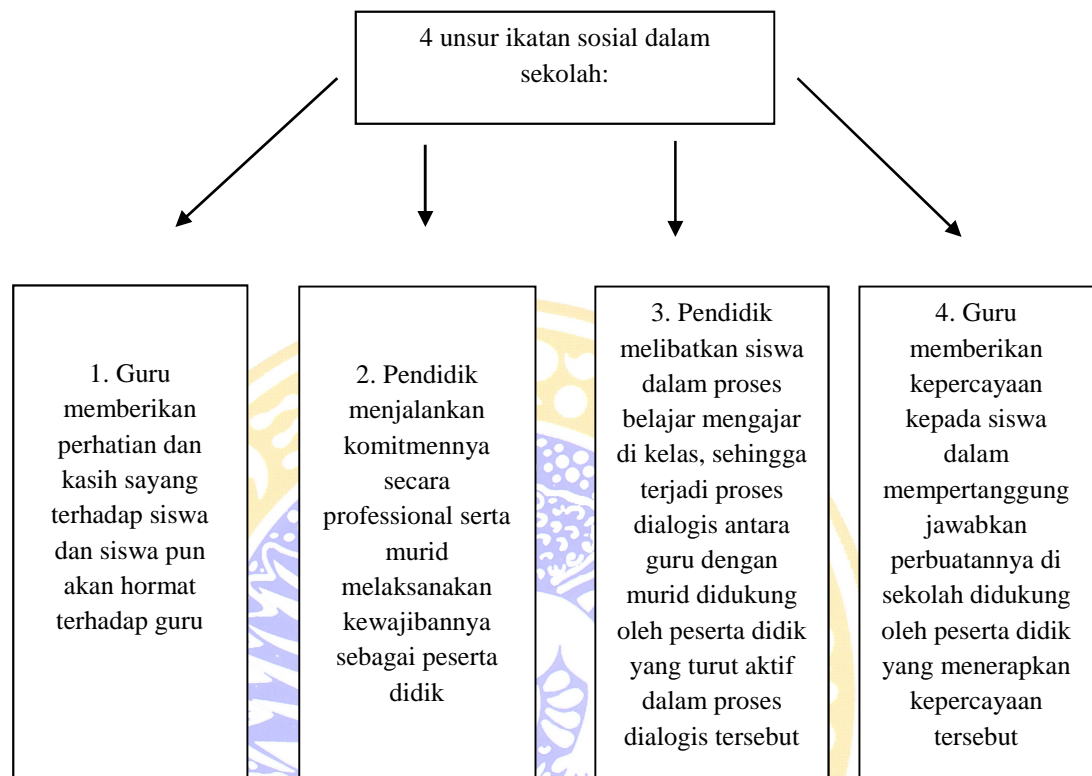 4 unsur ikatan sosial dalam
sekolah:
1. Guru
memberikan
perhatian dan
kasih sayang
terhadap siswa
dan siswa pun
akan hormat
terhadap guru
2. Pendidik
menjalankan
komitmennya
secara
professional serta
murid
melaksanakan
kewajibannya
sebagai peserta
didik
3. Pendidik
melibatkan siswa
dalam proses
belajar mengajar
di kelas, sehingga
terjadi proses
dialogis antara
guru dengan
murid didukung
oleh peserta didik
yang turut aktif
dalam proses
dialogis tersebut
4. Guru
memberikan
kepercayaan
kepada siswa
dalam
mempertanggung
jawabkan
perbuatannya di
sekolah didukung
oleh peserta didik
yang menerapkan
kepercayaan
tersebut